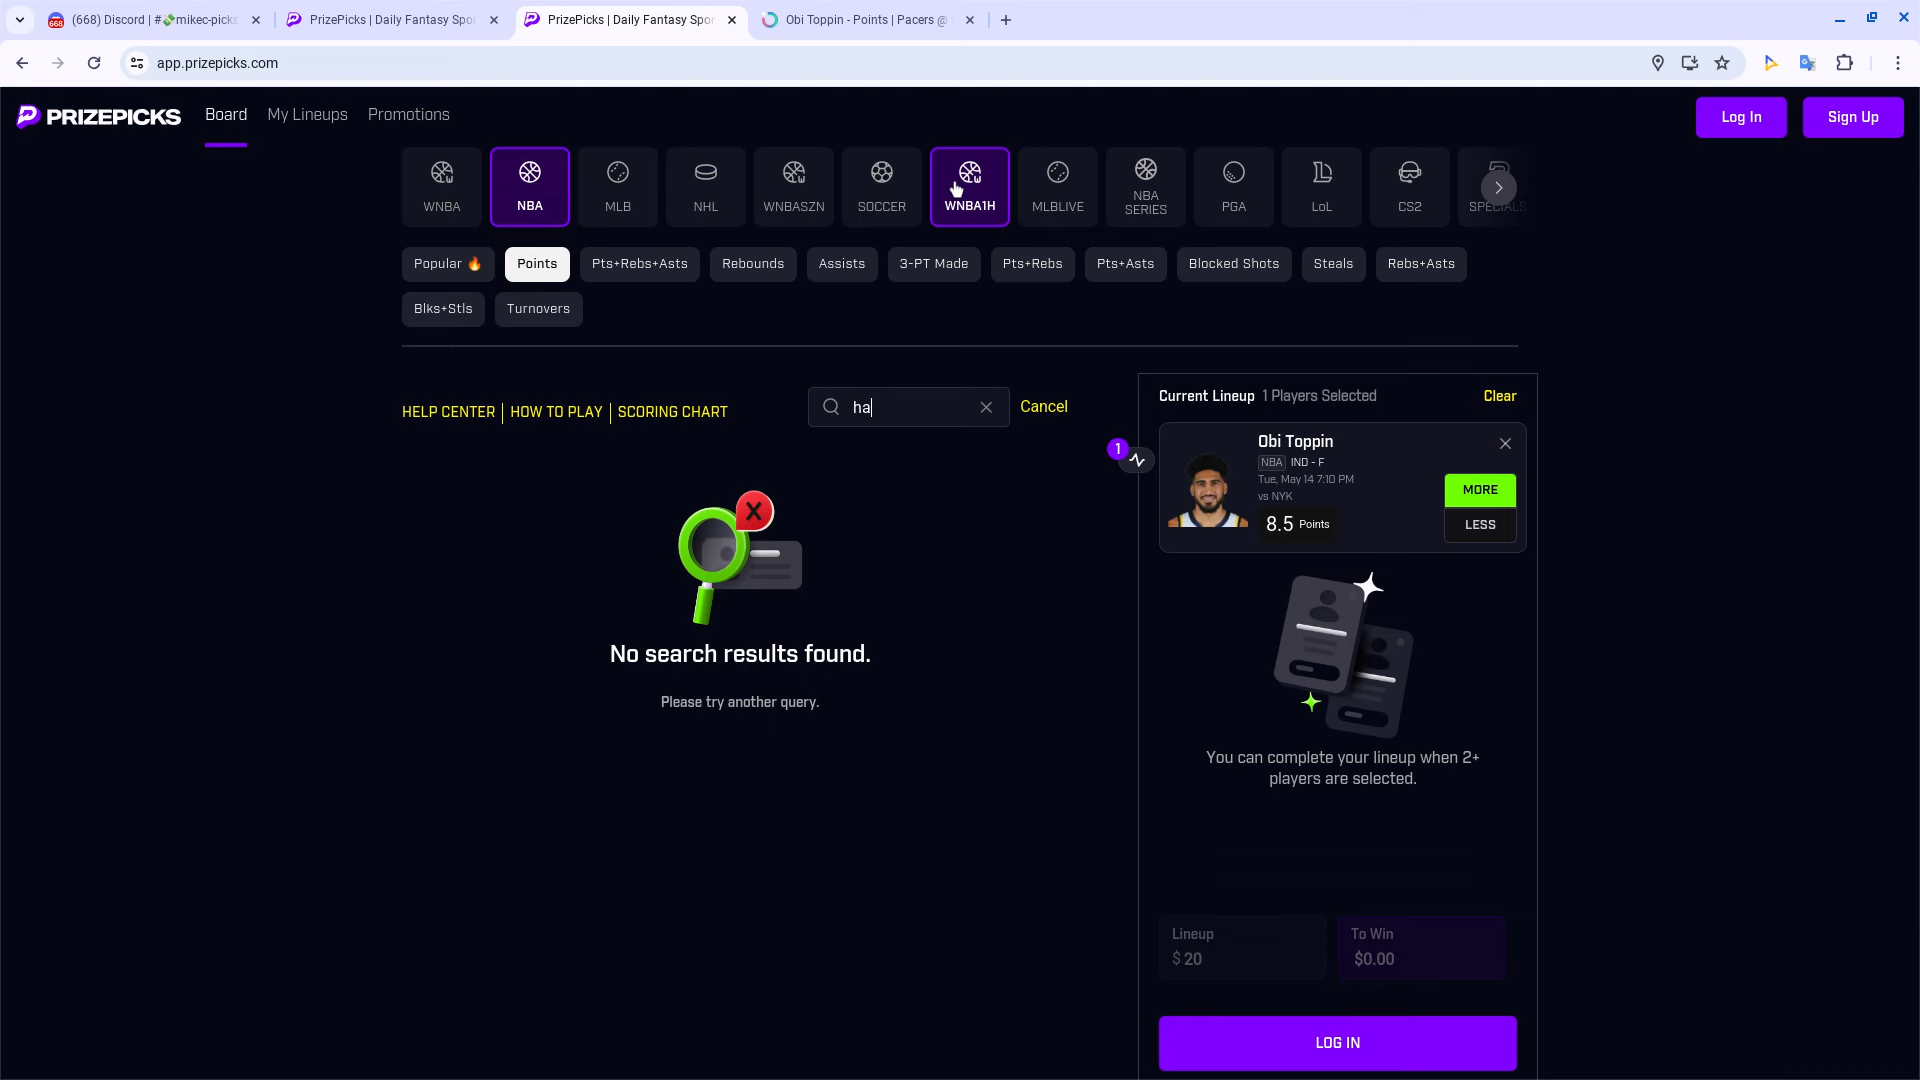 (668) Discord | #💸mikec-picks
PrizePicks | Daily Fantasy Spor
PrizePicks | Daily Fantasy Spor
Obi Toppin - Points | Pacers @
app.prizepicks.com
PRIZEPICKS
Board
My Lineups
Promotions
Log In
Sign Up
WNBA
NBA
MLB
NHL
WNBASZN
SOCCER
WNBA1H
MLBLIVE
NBA
SERIES
PGA
LoL
CS2
SPECIALS
Popular 🔥
Points
Pts+Rebs+Asts
Rebounds
Assists
3-PT Made
Pts+Rebs
Pts+Asts
Blocked Shots
Steals
Rebs+Asts
Blks+Stls
Turnovers
HELP CENTER | HOW TO PLAY | SCORING CHART
ha
Cancel
No search results found.
Please try another query.
Current Lineup 1 Players Selected
Clear
1
Obi Toppin
NBA IND - F
Tue, May 14 7:10 PM
vs NYK
8.5 Points
MORE
LESS
You can complete your lineup when 2+
players are selected.
Lineup
$ 20
To Win
$0.00
LOG IN